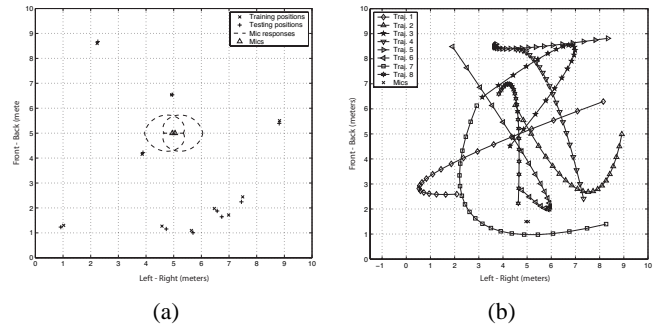 10
9
8
7
6
5
4
3
2
1
0
0 1 2 3 4 5 6 7 8 9 10
Front - Back (mete
Left - Right (meters)
Training positions
Testing positions
Mic responses
Mics
(a)
10
9
8
7
6
5
4
3
2
1
0
-1 0 1 2 3 4 5 6 7 8 9 10
Front - Back (meters)
Left - Right (meters)
Traj. 1
Traj. 2
Traj. 3
Traj. 4
Traj. 5
Traj. 6
Traj. 7
Traj. 8
Mics
(b)